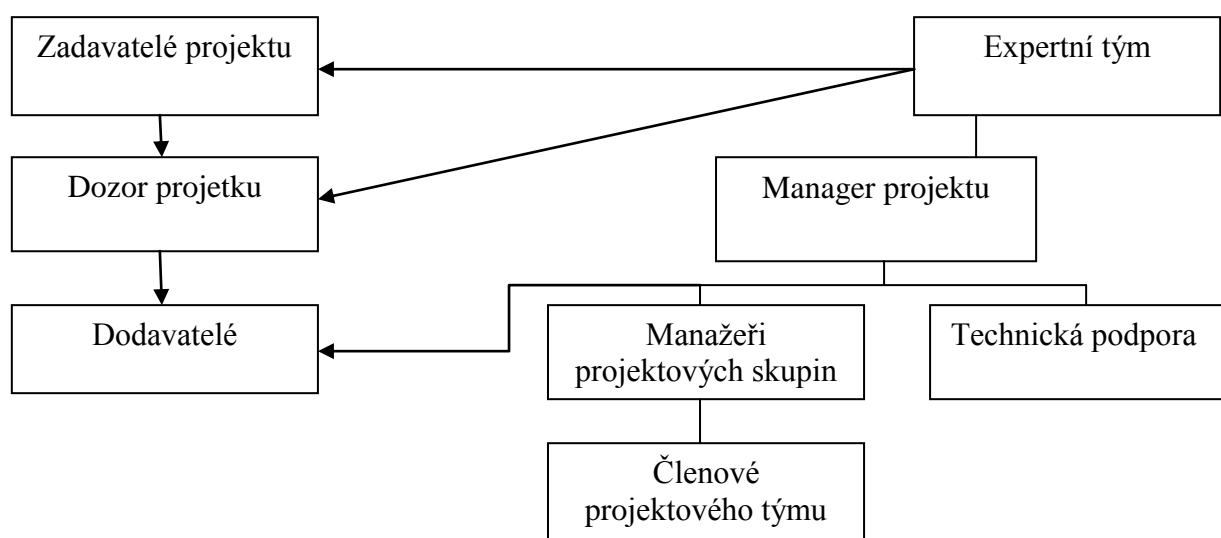 Zadavatelé projektu
Expertní tým
Dozor projetku
Manager projektu
Dodavatelé
Manažeři
projektových skupin
Technická podpora
Členové
projektového týmu